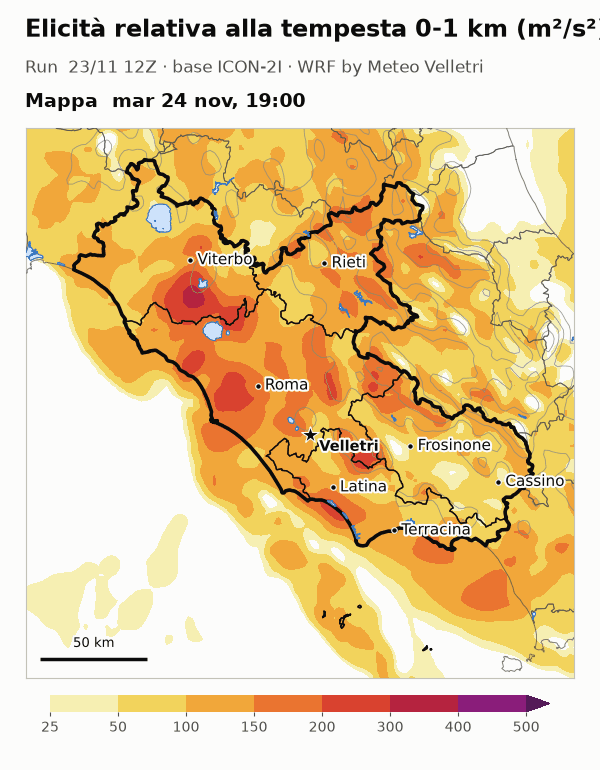 Elicità relativa alla tempesta 0-1 km (m²/s²)
Run  23/11 12Z · base ICON-2I · WRF by Meteo Velletri
Mappa  mar 24 nov, 19:00
Viterbo
Rieti
Roma
Velletri
Frosinone
Cassino
Latina
Terracina
50 km
25 50 100 150 200 300 400 500